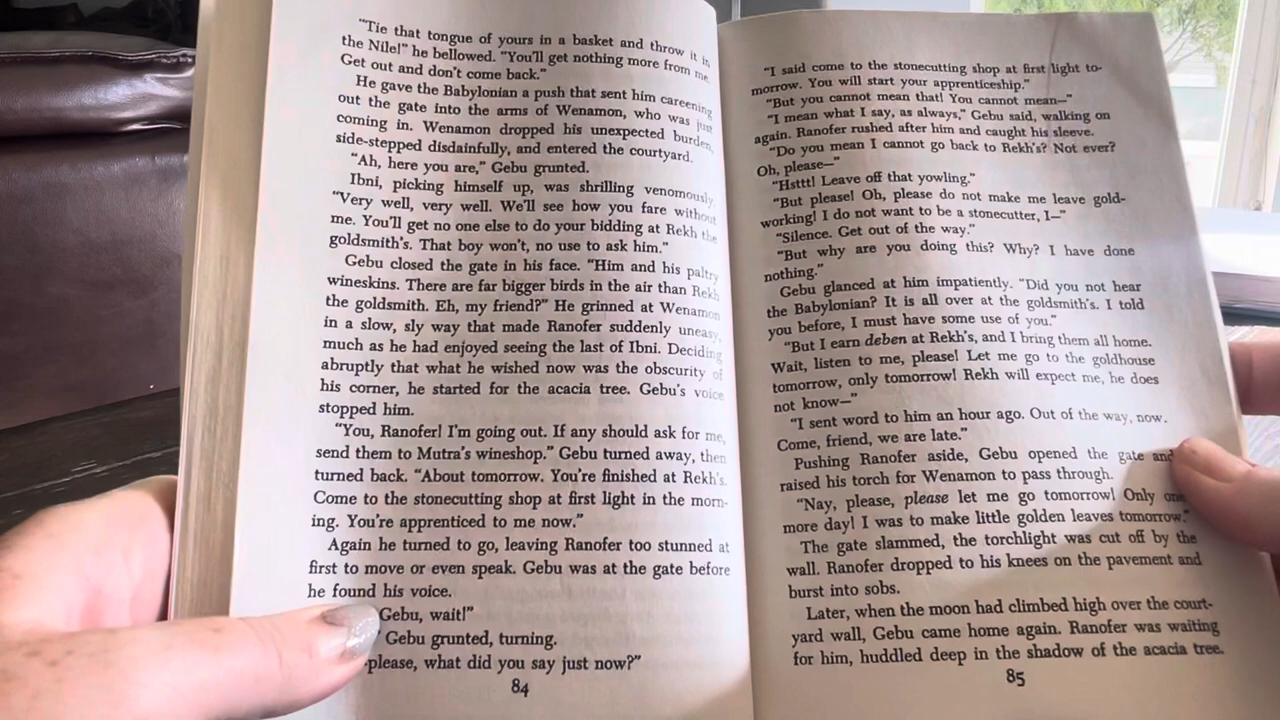 "Tie that tongue of yours in a basket and throw it in
the Nile!" he bellowed. "You'll get nothing more from me.
Get out and don't come back."
He gave the Babylonian a push that sent him careening
out the gate into the arms of Wenamon, who was just
coming in. Wenamon dropped his unexpected burden,
side-stepped disdainfully, and entered the courtyard.
"Ah, here you are," Gebu grunted.
Ibni, picking himself up, was shrilling venomously.
"Very well, very well. We'll see how you fare without
me. You'll get no one else to do your bidding at Rekh the
goldsmith's. That boy won't, no use to ask him."
Gebu closed the gate in his face. "Him and his paltry
wineskins. There are far bigger birds in the air than Rekh
the goldsmith. Eh, my friend?" He grinned at Wenamon
in a slow, sly way that made Ranofer suddenly uneasy,
much as he had enjoyed seeing the last of Ibni. Deciding
abruptly that what he wished now was the obscurity of
his corner, he started for the acacia tree. Gebu's voice
stopped him.
"You, Ranofer! I'm going out. If any should ask for me,
send them to Mutra's wineshop." Gebu turned away, then
turned back. "About tomorrow. You're finished at Rekh's.
Come to the stonecutting shop at first light in the morn-
ing. You're apprenticed to me now."
Again he turned to go, leaving Ranofer too stunned at
first to move or even speak. Gebu was at the gate before
he found his voice.
Gebu, wait!"
Gebu grunted, turning.
please, what did you say just now?"
84
"I said come to the stonecutting shop at first light to-
morrow. You will start your apprenticeship."
"But you cannot mean that! You cannot mean—"
"I mean what I say, as always," Gebu said, walking on
again. Ranofer rushed after him and caught his sleeve.
"Do you mean I cannot go back to Rekh's? Not ever?
Oh, please—"
"Hsttt! Leave off that yowling."
"But please! Oh, please do not make me leave gold-
working! I do not want to be a stonecutter, I—"
"Silence. Get out of the way."
"But why are you doing this? Why? I have done
nothing."
Gebu glanced at him impatiently. "Did you not hear
the Babylonian? It is all over at the goldsmith's. I told
you before, I must have some use of you."
"But I earn deben at Rekh's, and I bring them all home.
Wait, listen to me, please! Let me go to the goldhouse
tomorrow, only tomorrow! Rekh will expect me, he does
not know—"
"I sent word to him an hour ago. Out of the way, now.
Come, friend, we are late."
Pushing Ranofer aside, Gebu opened the gate and
raised his torch for Wenamon to pass through.
"Nay, please, please let me go tomorrow! Only one
more day! I was to make little golden leaves tomorrow."
The gate slammed, the torchlight was cut off by the
wall. Ranofer dropped to his knees on the pavement and
burst into sobs.
Later, when the moon had climbed high over the court-
yard wall, Gebu came home again. Ranofer was waiting
for him, huddled deep in the shadow of the acacia tree.
85